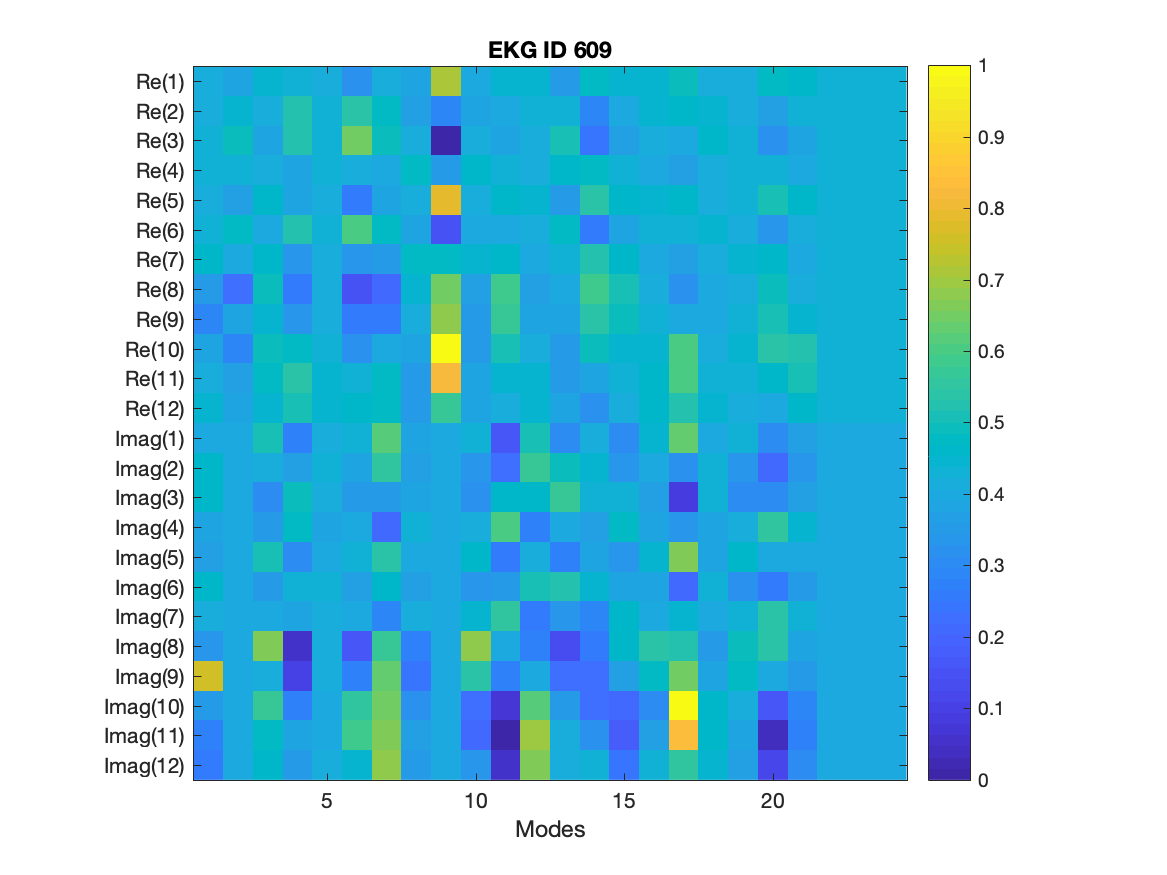 EKG ID 609
Re(1)
Re(2)
Re(3)
Re(4)
Re(5)
Re(6)
Re(7)
Re(8)
Re(9)
Re(10)
Re(11)
Re(12)
Imag(1)
Imag(2)
Imag(3)
Imag(4)
Imag(5)
Imag(6)
Imag(7)
Imag(8)
Imag(9)
Imag(10)
Imag(11)
Imag(12)
5 10 15 20
Modes
1
0.9
0.8
0.7
0.6
0.5
0.4
0.3
0.2
0.1
0